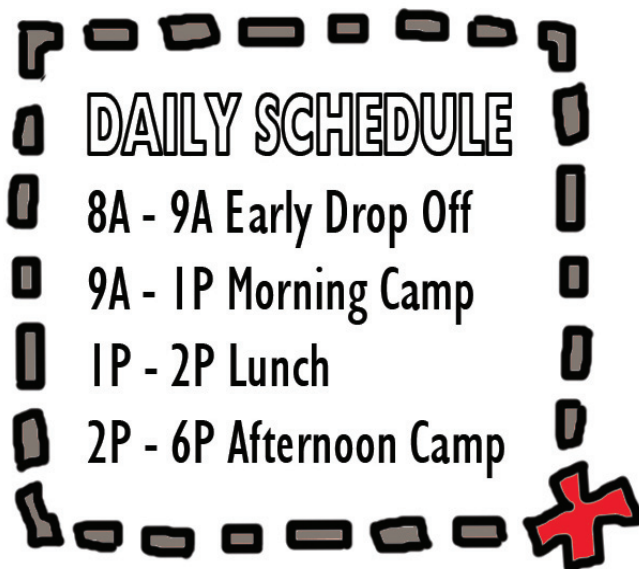 DAILY SCHEDULE
8A - 9A Early Drop Off
9A - 1P Morning Camp
1P - 2P Lunch
2P - 6P Afternoon Camp